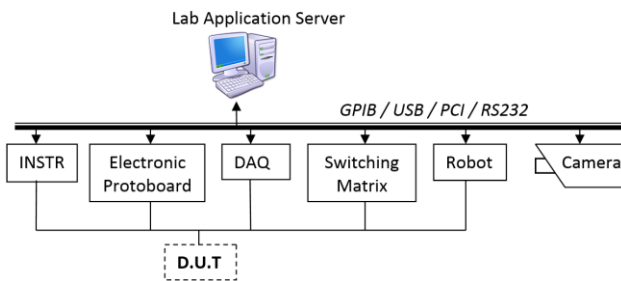 Lab Application Server
GPIB / USB / PCI / RS232
INSTR
Electronic
Protoboard
DAQ
Switching
Matrix
Robot
Camera
D.U.T